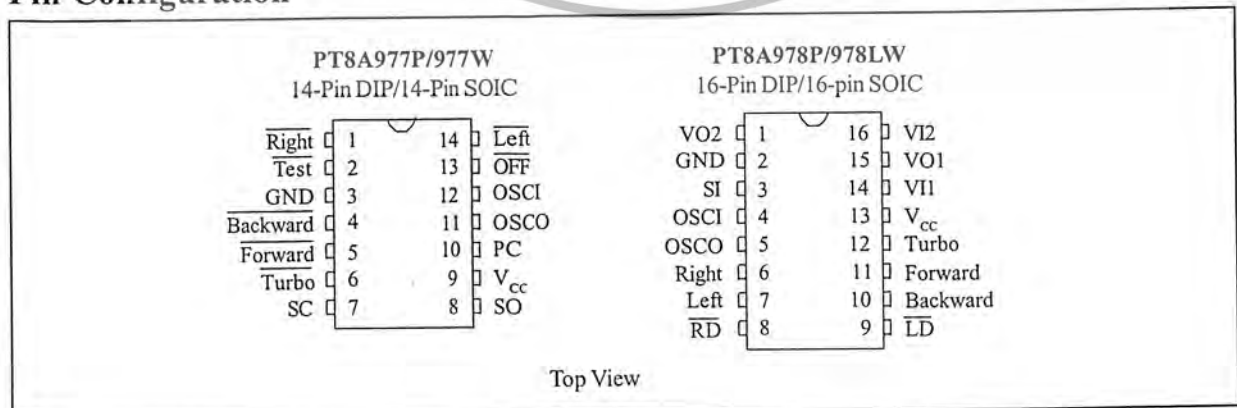 Pin Configuration
PT8A977P/977W
14-Pin DIP/14-Pin SOIC
Right 1 14 Left
Test 2 13 OFF
GND 3 12 OSCI
Backward 4 11 OSCO
Forward 5 10 PC
Turbo 6 9 Vcc
SC 7 8 SO
PT8A978P/978LW
16-Pin DIP/16-pin SOIC
VO2 1 16 VI2
GND 2 15 VO1
SI 3 14 VI1
OSCI 4 13 Vcc
OSCO 5 12 Turbo
Right 6 11 Forward
Left 7 10 Backward
RD 8 9 LD
Top View